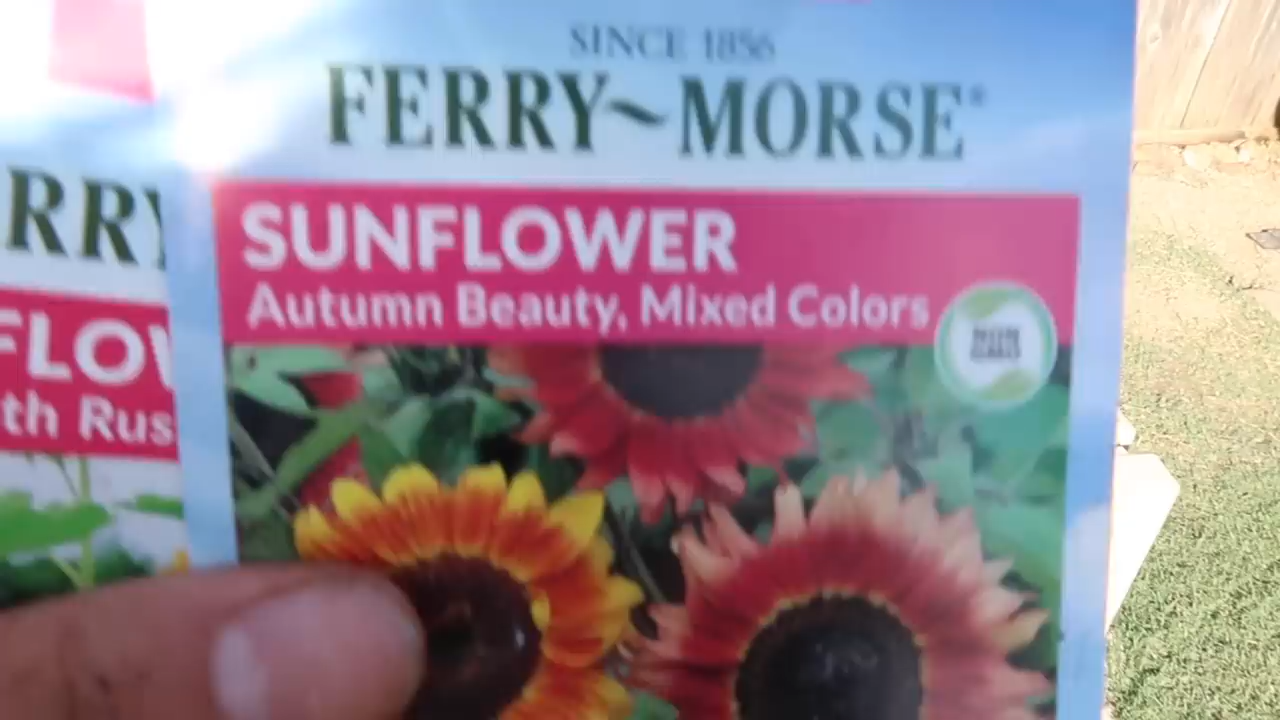 SINCE 1856
FERRY~MORSE®
SUNFLOWER
Autumn Beauty, Mixed Colors
RRY
FLOW
th Rus